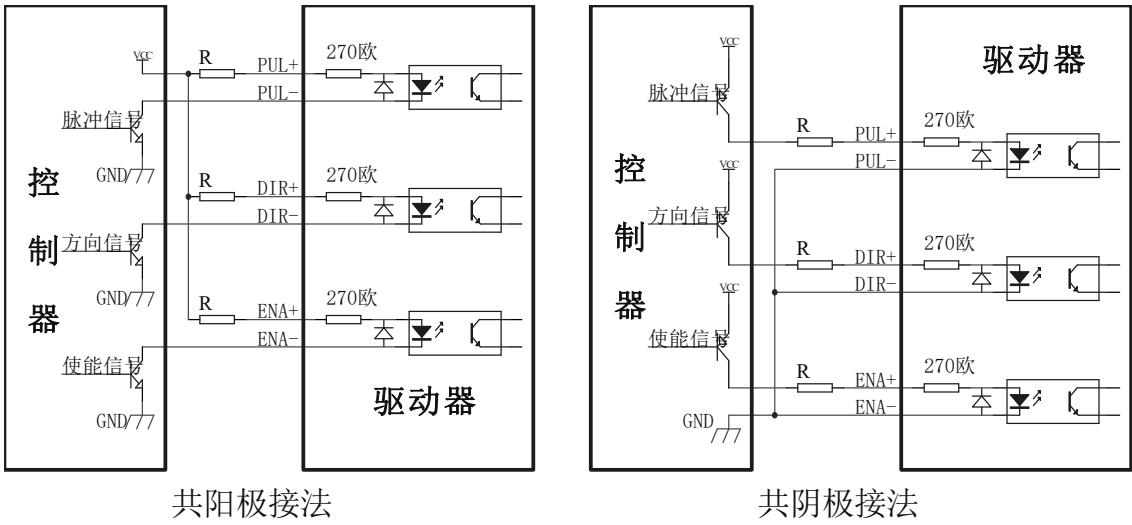 VCC
R
PUL+
270欧
PUL-
脉冲信号
GND
控
制
器
R
DIR+
270欧
DIR-
方向信号
GND
R
ENA+
270欧
ENA-
使能信号
GND
驱动器
共阳极接法
VCC
驱动器
脉冲信号
R
PUL+
270欧
PUL-
控
制
器
VCC
方向信号
R
DIR+
270欧
DIR-
VCC
使能信号
R
ENA+
270欧
ENA-
GND
共阴极接法